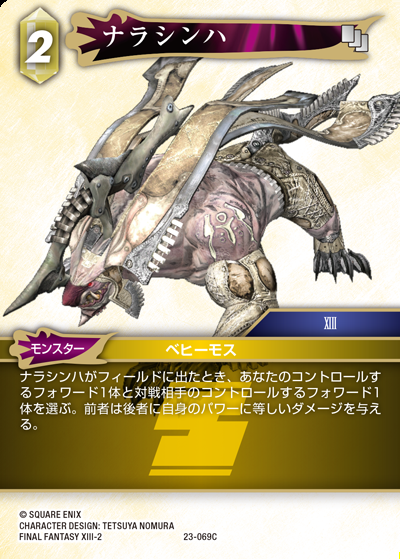 2
ナラシンハ
XIII
モンスター
ベヒーモス
ナラシンハがフィールドに出たとき、あなたのコントロールす
るフォワード1体と対戦相手のコントロールするフォワード1
体を選ぶ。前者は後者に自身のパワーに等しいダメージを与え
る。
© SQUARE ENIX
CHARACTER DESIGN: TETSUYA NOMURA
FINAL FANTASY XIII-2
23-069C